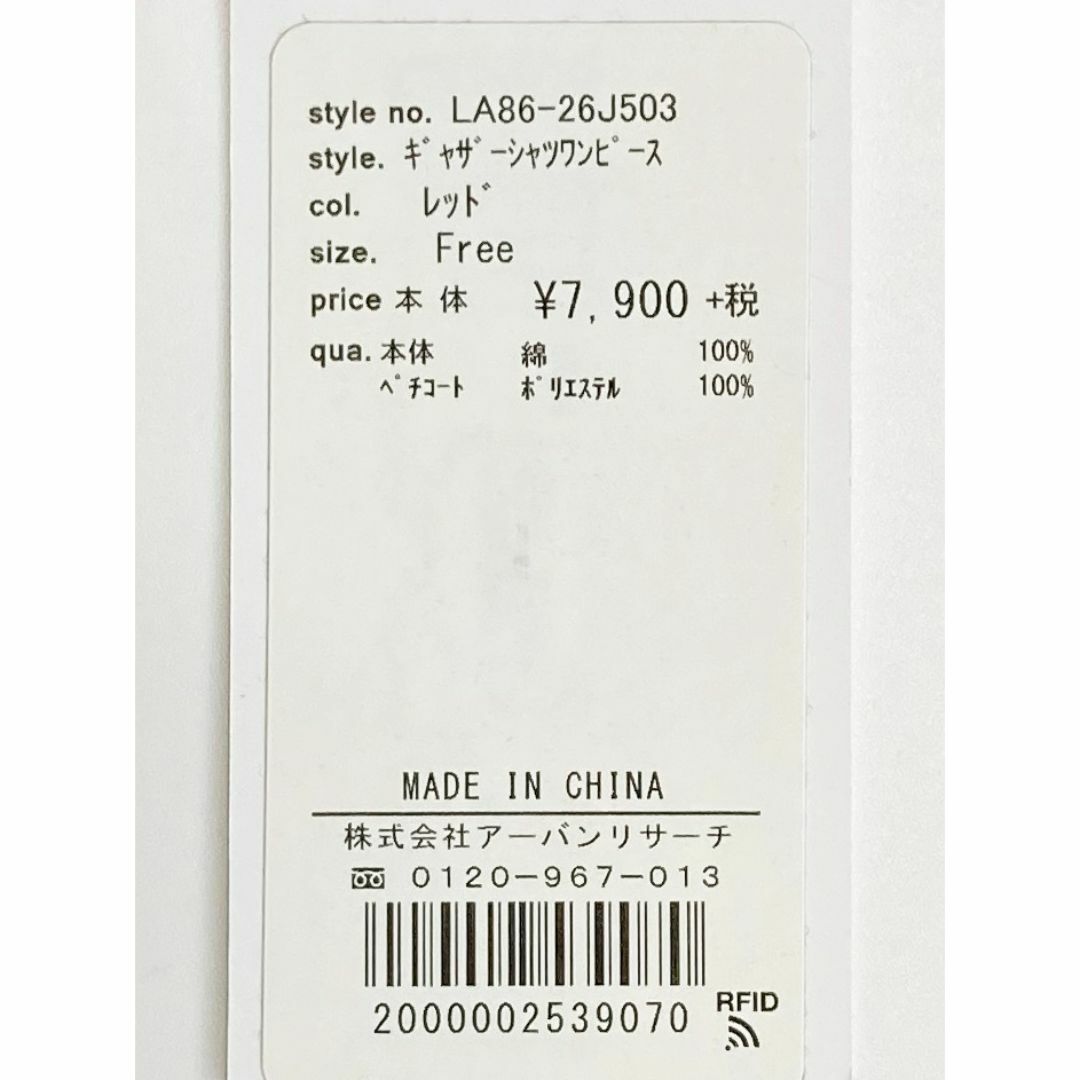 style no. LA86-26J503
style. ｷﾞｬｻﾞｰｼｬﾂﾜﾝﾋﾟｰｽ
col. ﾚｯﾄﾞ
size. Free
price 本 体 ¥7,900 +税
qua. 本体 綿 100%
ﾍﾟﾁｺｰﾄ ﾎﾟﾘｴｽﾃﾙ 100%
MADE IN CHINA
株式会社アーバンリサーチ
0120-967-013
2000002539070
RFID